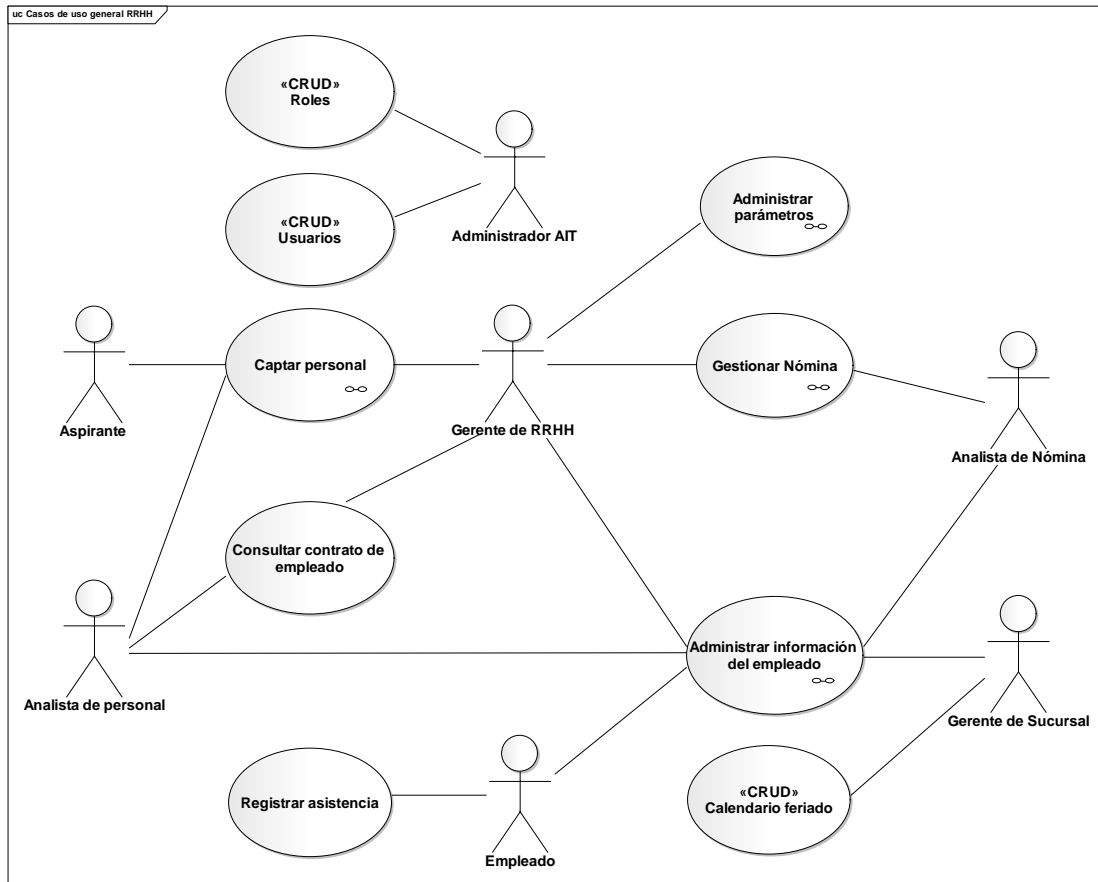 uc Casos de uso general RRHH
«CRUD»
Roles
«CRUD»
Usuarios
Administrador AIT
Administrar
parámetros
Captar personal
Gestionar Nómina
Aspirante
Gerente de RRHH
Analista de Nómina
Consultar contrato de
empleado
Administrar información
del empleado
Analista de personal
Gerente de Sucursal
Registrar asistencia
«CRUD»
Calendario feriado
Empleado